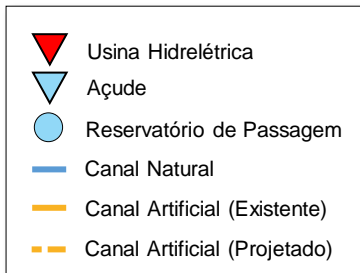 Usina Hidrelétrica
Açude
Reservatório de Passagem
Canal Natural
Canal Artificial (Existente)
Canal Artificial (Projetado)